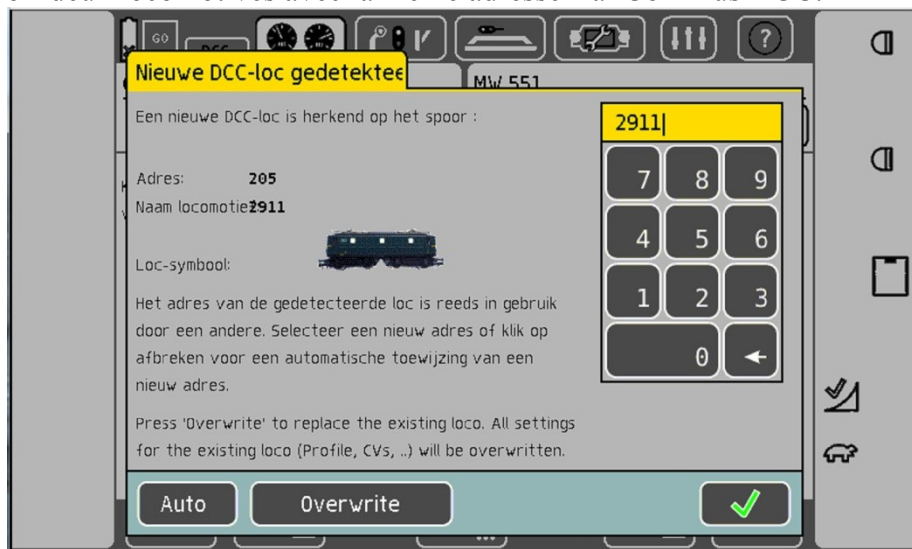 GO
DCC
?
Nieuwe DCC-loc gedetektee
MW 551
Een nieuwe DCC-loc is herkend op het spoor :
2911
Adres: 205
Naam locomotie 2911
Loc-symbool:
7 8 9
4 5 6
1 2 3
0
Het adres van de gedetecteerde loc is reeds in gebruik
door een andere. Selecteer een nieuw adres of klik op
afbreken voor een automatische toewijzing van een
nieuw adres.
Press 'Overwrite' to replace the existing loco. All settings
for the existing loco (Profile, CVs, ..) will be overwritten.
Auto Overwrite